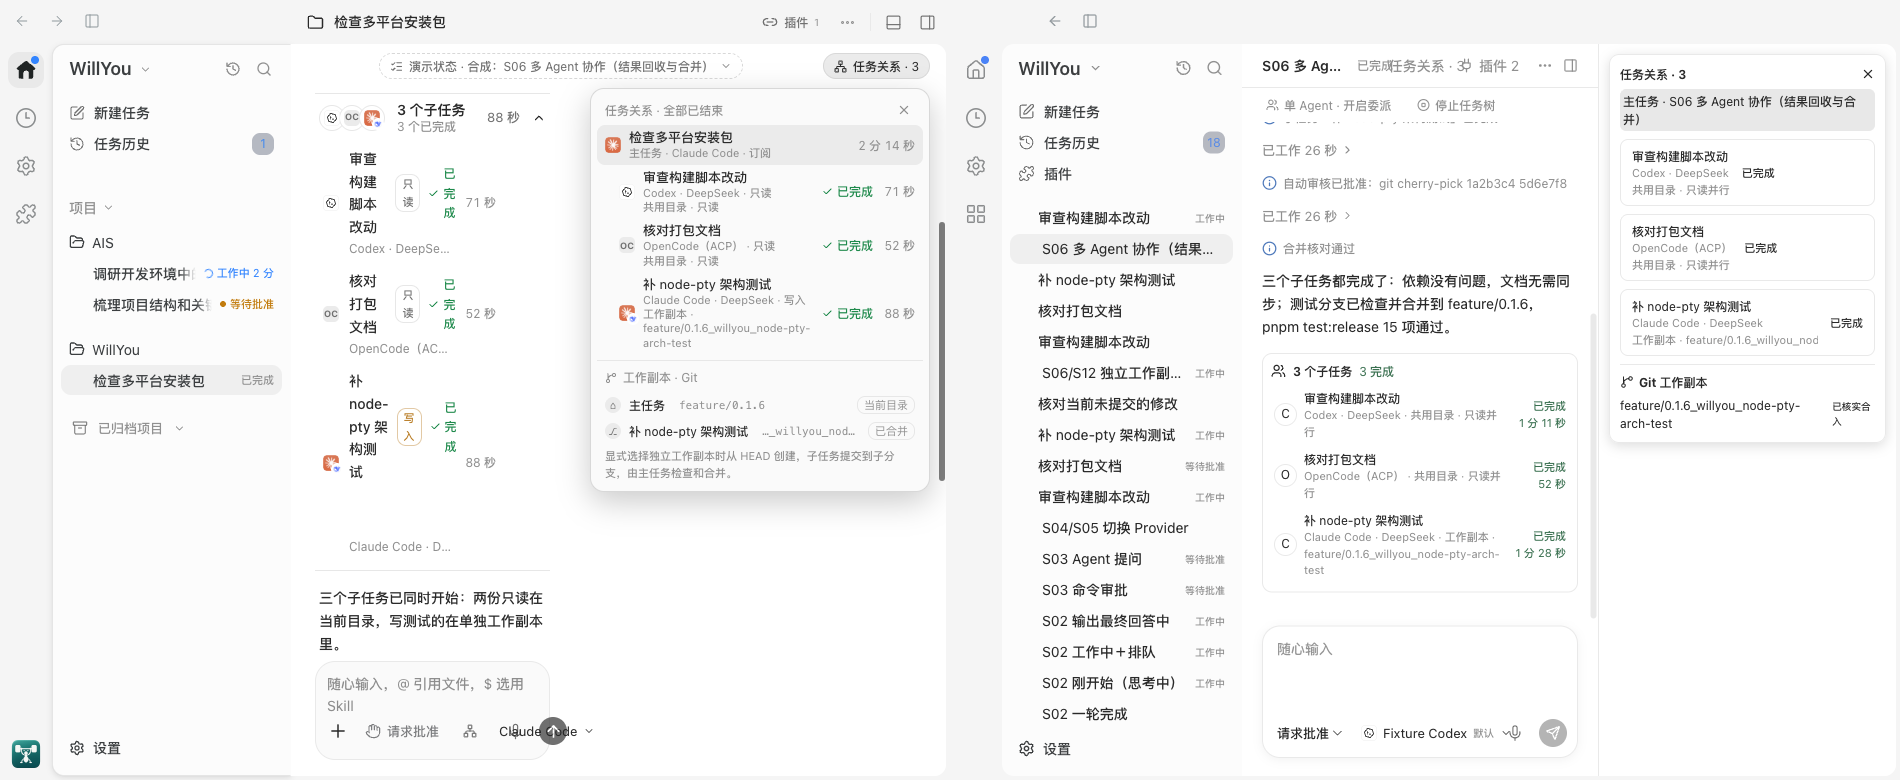 检查多平台安装包
插件 1
WillYou
新建任务
任务历史 1
项目
AIS
调研开发环境中 工作中 2 分
梳理项目结构和关 等待批准
WillYou
检查多平台安装包 已完成
已归档项目
设置
演示状态 · 合成：S06 多 Agent 协作（结果回收与合并）
任务关系 · 3
OC
3 个子任务
3 个已完成
88 秒
审查构建脚本改动
只读
已完成
71 秒
Codex · DeepSe...
OC
核对打包文档
只读
已完成
52 秒
OpenCode（AC...
补 node-pty 架构测试
写入
已完成
88 秒
Claude Code · D...
三个子任务已同时开始：两份只读在
当前目录，写测试的在单独工作副本
里。
随心输入，@ 引用文件，$ 选用
Skill
请求批准
Claude Code
任务关系 · 全部已结束
检查多平台安装包
主任务 · Claude Code · 订阅
2 分 14 秒
审查构建脚本改动
Codex · DeepSeek · 只读
共用目录 · 只读
已完成 71 秒
OC
核对打包文档
OpenCode（ACP） · 只读
共用目录 · 只读
已完成 52 秒
补 node-pty 架构测试
Claude Code · DeepSeek · 写入
工作副本 ·
feature/0.1.6_willyou_node-pty-
arch-test
已完成 88 秒
工作副本 · Git
主任务 feature/0.1.6 当前目录
补 node-pty 架构测试 …_willyou_nod… 已合并
显式选择独立工作副本时从 HEAD 创建，子任务提交到子分
支，由主任务检查和合并。
WillYou
新建任务
任务历史 18
插件
审查构建脚本改动 工作中
S06 多 Agent 协作（结果...
补 node-pty 架构测试
核对打包文档
审查构建脚本改动
S06/S12 独立工作副... 工作中
核对当前未提交的修改
补 node-pty 架构测试 工作中
核对打包文档 等待批准
审查构建脚本改动 工作中
S04/S05 切换 Provider
S03 Agent 提问 等待批准
S03 命令审批 等待批准
S02 输出最终回答中 工作中
S02 工作中＋排队 工作中
S02 刚开始（思考中） 工作中
S02 一轮完成
设置
S06 多 Ag... 已完成 任务关系 · 3 插件 2
单 Agent · 开启委派 停止任务树
已工作 26 秒
自动审核已批准：git cherry-pick 1a2b3c4 5d6e7f8
已工作 26 秒
合并核对通过
三个子任务都完成了：依赖没有问题，文档无需同
步；测试分支已检查并合并到 feature/0.1.6，
pnpm test:release 15 项通过。
3 个子任务 3 完成
C
审查构建脚本改动
Codex · DeepSeek · 共用目录 · 只读并
行
已完成
1 分 11 秒
O
核对打包文档
OpenCode（ACP） · 共用目录 · 只读并
行
已完成
52 秒
C
补 node-pty 架构测试
Claude Code · DeepSeek · 工作副本 ·
feature/0.1.6_willyou_node-pty-arch-
test
已完成
1 分 28 秒
随心输入
请求批准
Fixture Codex 默认
任务关系 · 3
主任务 · S06 多 Agent 协作（结果回收与合
并）
审查构建脚本改动
Codex · DeepSeek
共用目录 · 只读并行
已完成
核对打包文档
OpenCode（ACP）
共用目录 · 只读并行
已完成
补 node-pty 架构测试
Claude Code · DeepSeek
工作副本 · feature/0.1.6_willyou_nod
已完成
Git 工作副本
feature/0.1.6_willyou_node-pty-
arch-test
已核实合
入